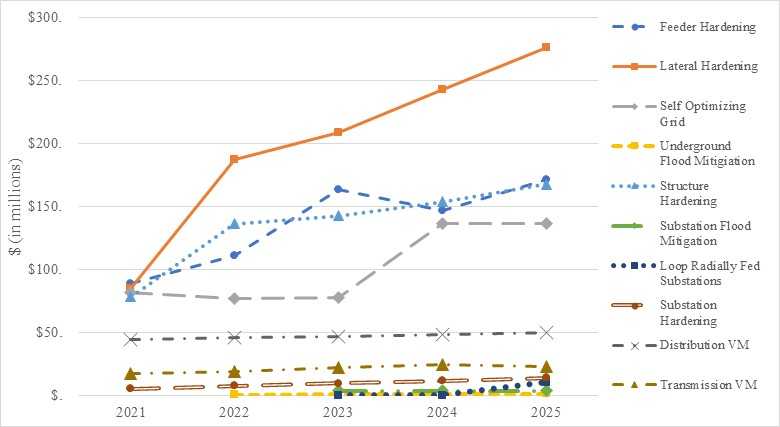 $300.
$250.
$200.
$150.
$100.
$50.
$.
$ (in millions)
2021
2022
2023
2024
2025
Feeder Hardening
Lateral Hardening
Self Optimizing
Grid
Underground
Flood Mitigiation
Structure
Hardening
Substation Flood
Mitigation
Loop Radially Fed
Substations
Substation
Hardening
Distribution VM
Transmission VM